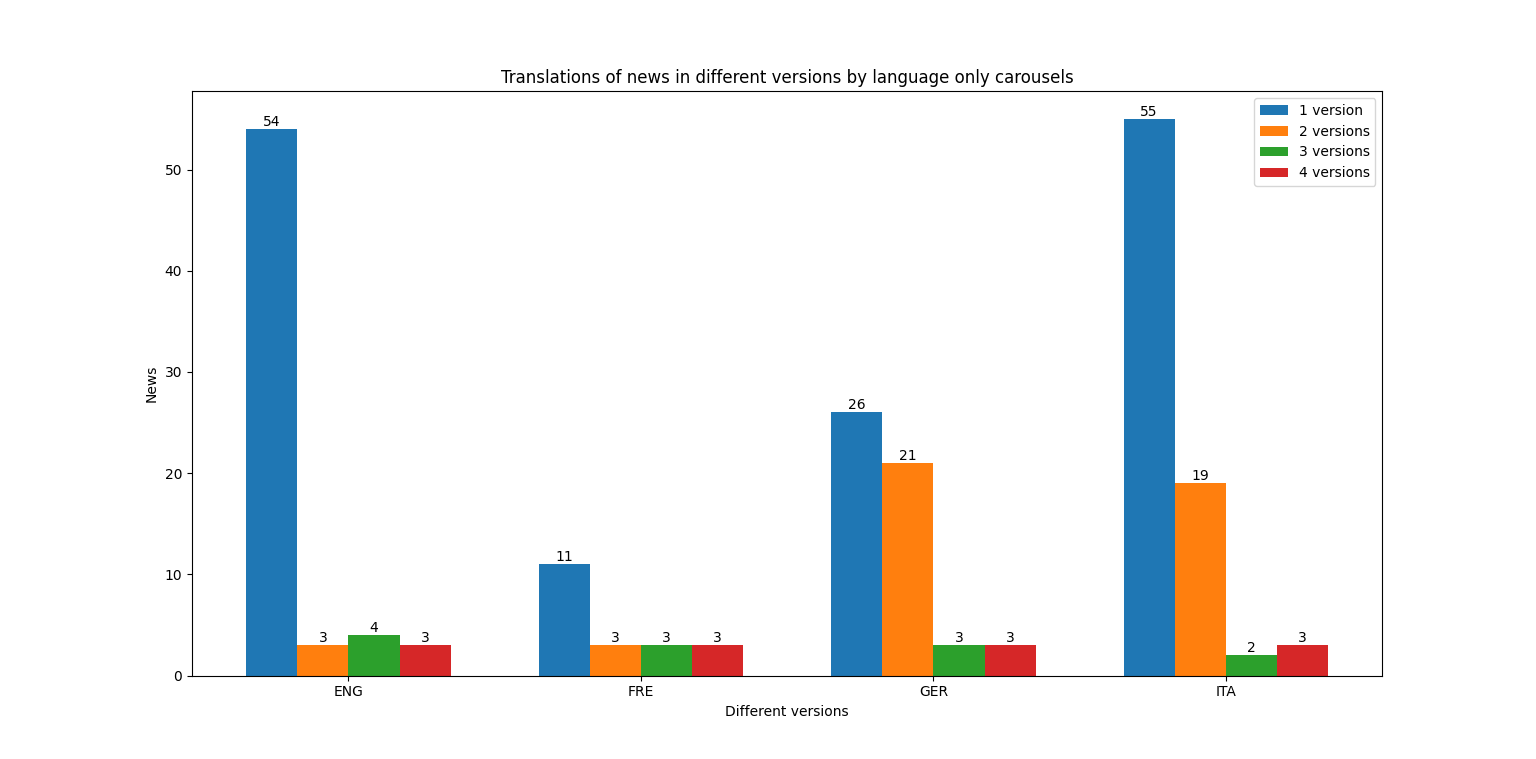 Translations of news in different versions by language only carousels
1 version
2 versions
3 versions
4 versions
News
50
40
30
20
10
0
54
3
4
3
11
3
3
3
26
21
3
3
55
19
2
3
ENG
FRE
GER
ITA
Different versions